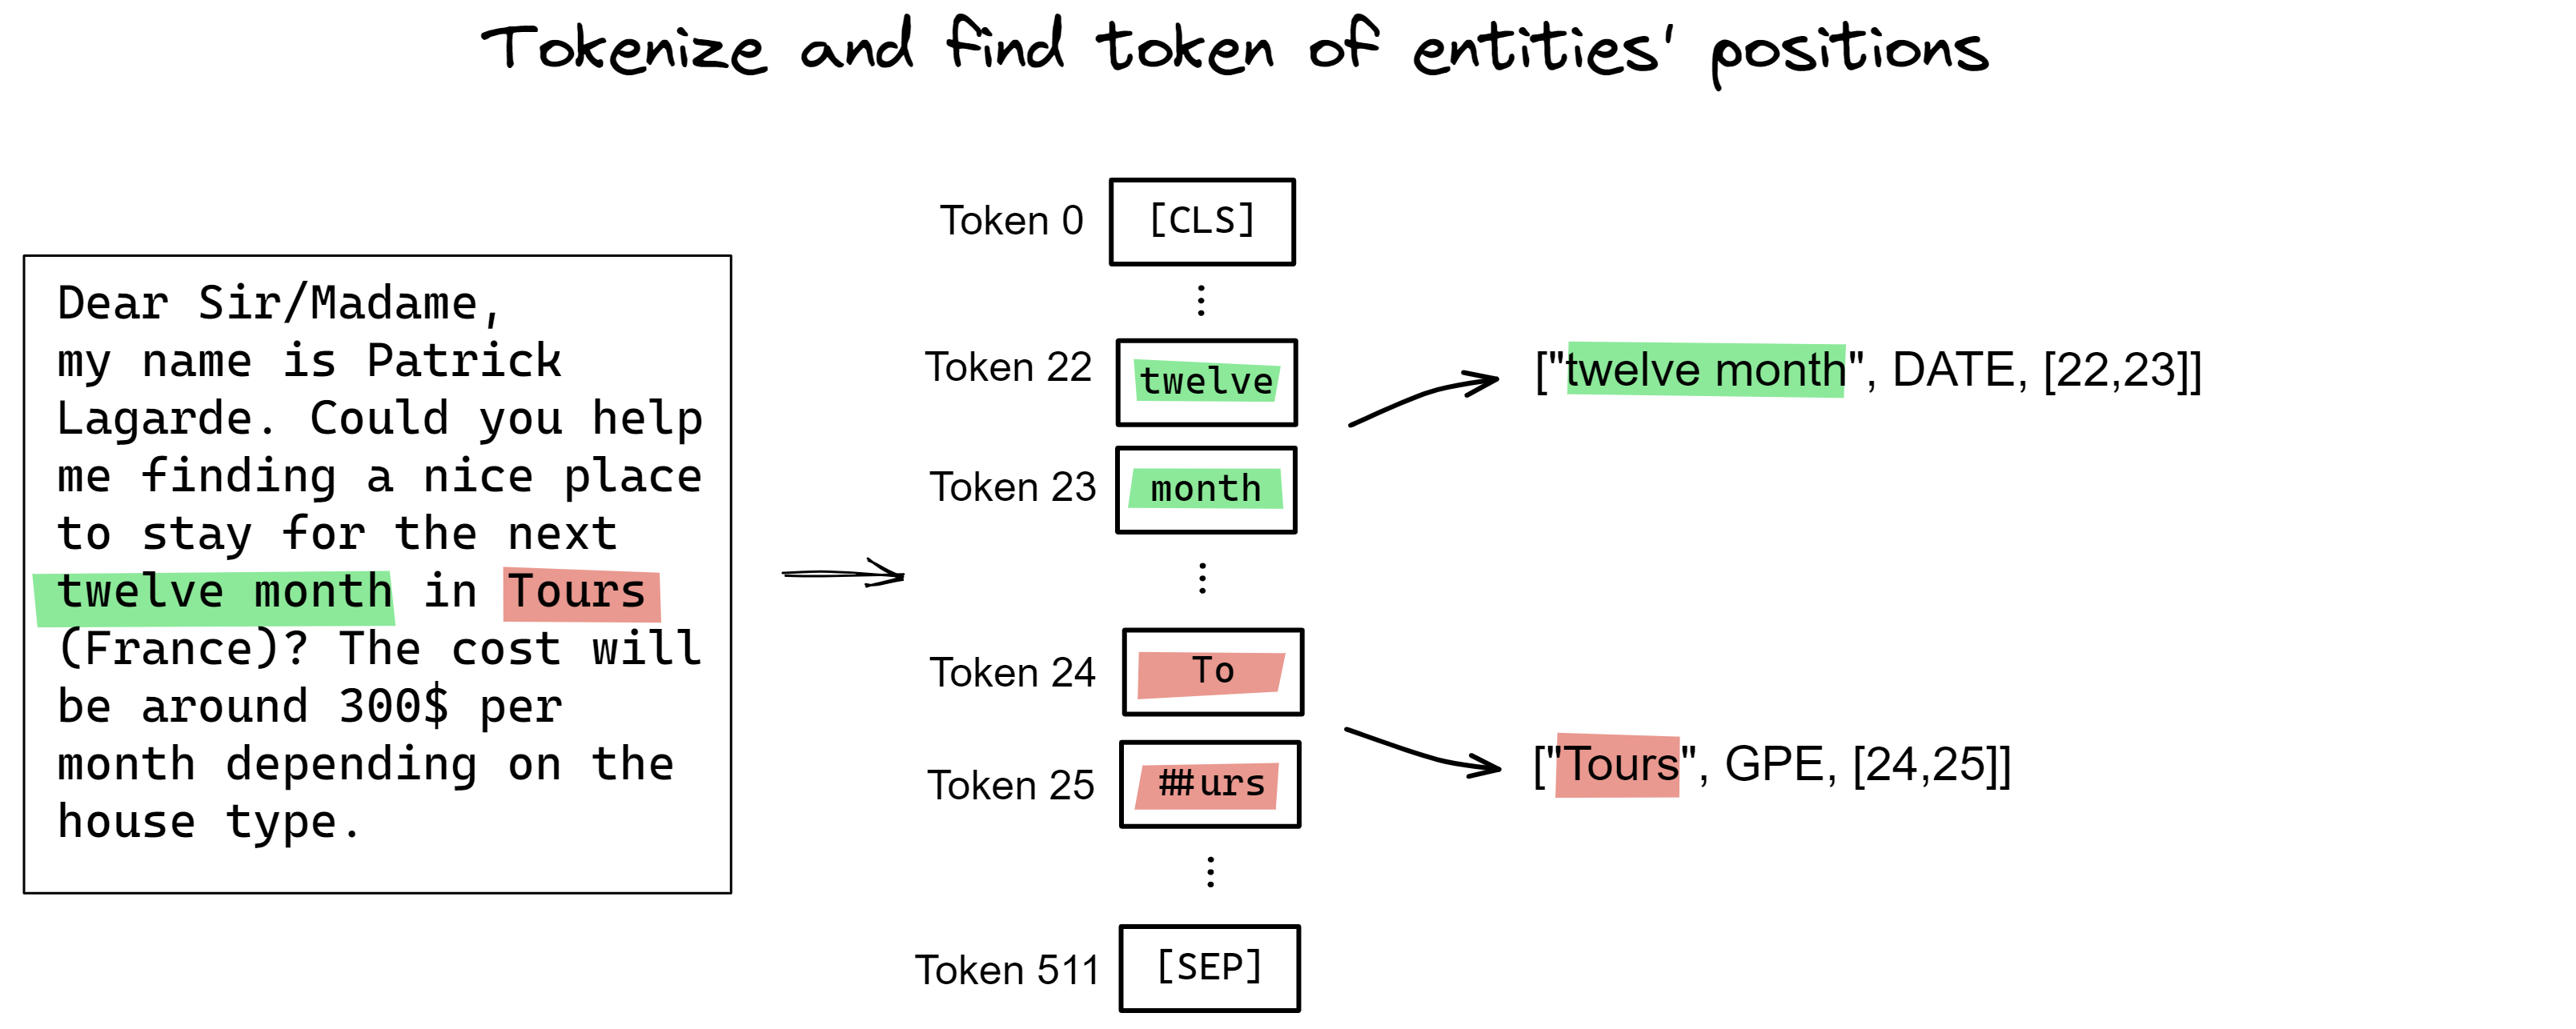 Tokenize and find token of entities' positions
Dear Sir/Madame,
my name is Patrick
Lagarde. Could you help
me finding a nice place
to stay for the next
twelve month in Tours
(France)? The cost will
be around 300$ per
month depending on the
house type.
Token 0 [CLS]
⋮
Token 22 twelve
Token 23 month
⋮
Token 24 To
Token 25 ##urs
⋮
Token 511 [SEP]
["twelve month", DATE, [22,23]]
["Tours", GPE, [24,25]]